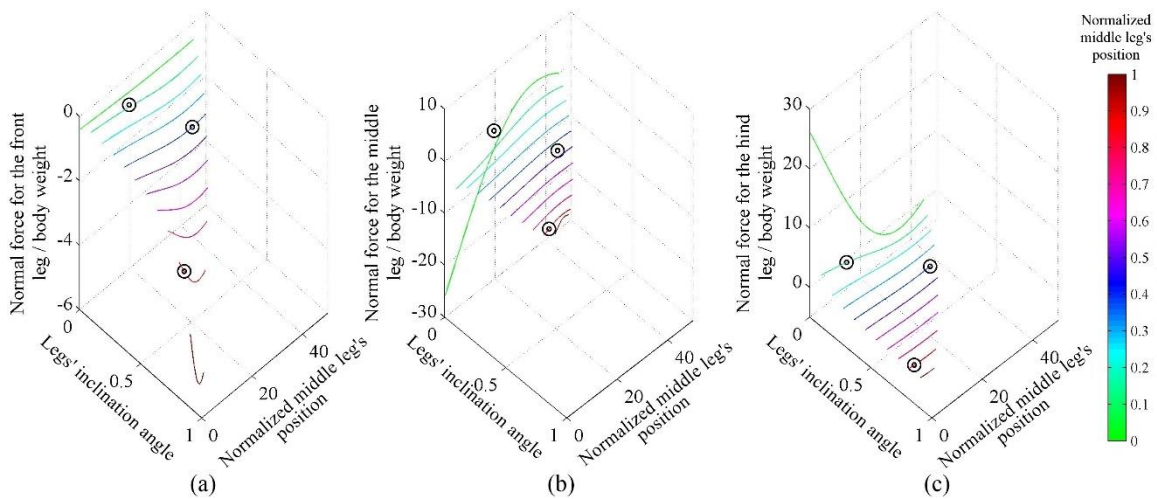 Normal force for the front
leg / body weight
0
-2
-4
-6
0
0.5
1
0
20
40
Legs' inclination angle
Normalized middle leg's
position
(a)
Normal force for the middle
leg / body weight
10
0
-10
-20
-30
0
0.5
1
0
20
40
Legs' inclination angle
Normalized middle leg's
position
(b)
Normal force for the hind
leg / body weight
30
20
10
0
0
0.5
1
0
20
40
Legs' inclination angle
Normalized middle leg's
position
(c)
Normalized
middle leg's
position
1
0.9
0.8
0.7
0.6
0.5
0.4
0.3
0.2
0.1
0